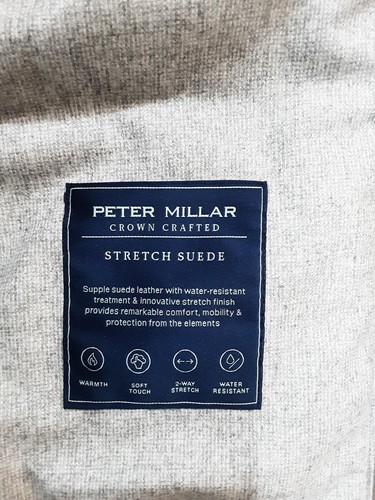 PETER MILLAR
CROWN CRAFTED
STRETCH SUEDE
Supple suede leather with water-resistant
treatment & innovative stretch finish
provides remarkable comfort, mobility &
protection from the elements
WARMTH
SOFT TOUCH
2-WAY STRETCH
WATER RESISTANT